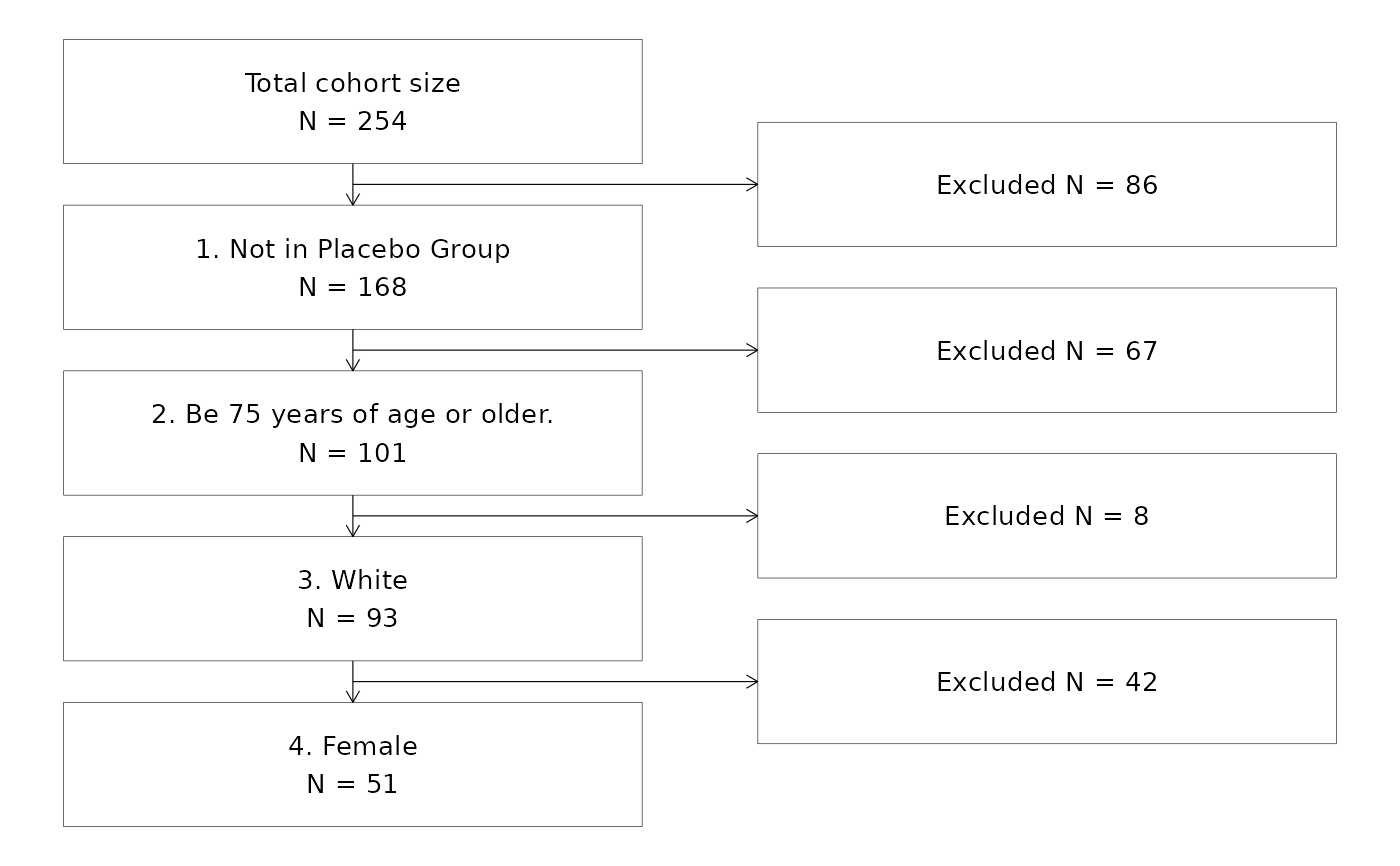 Total cohort size
N = 254
Excluded N = 86
1. Not in Placebo Group
N = 168
Excluded N = 67
2. Be 75 years of age or older.
N = 101
Excluded N = 8
3. White
N = 93
Excluded N = 42
4. Female
N = 51